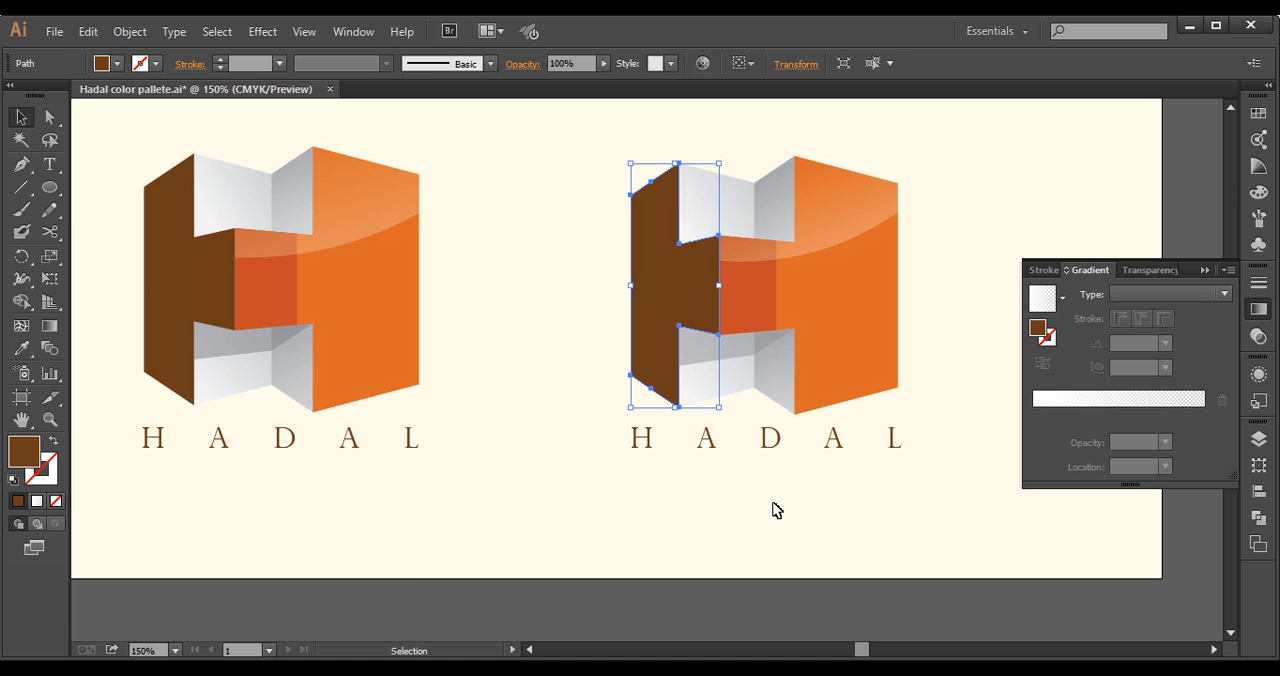 Ai File Edit Object Type Select Effect View Window Help Br Essentials
Path Stroke: Basic Opacity: 100% Style: Transform
Hadal color pallete.ai* @ 150% (CMYK/Preview)
Stroke Gradient Transparency
Type:
Stroke:
Opacity:
Location:
H A D A L
H A D A L
150% 1 Selection